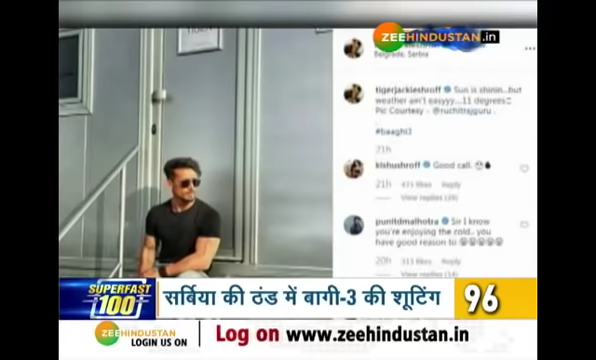 ZEEHINDUSTAN.in
Belgrade, Serbia
tigerjackieshroff Sun is shinin...but
weather ain't easyyy...11 degrees
Pic Courtesy - @ruchitrajguru.
#baaghi3
21h
kishushroff Good call.
21h 471 likes Reply
View replies (29)
punitdmalhotra Sir I know
you're enjoying the cold.. you
have good reason to
20h 311 likes Reply
View replies (14)
SUPERFAST
100
सर्बिया की ठंड में बागी-3 की शूटिंग
96
ZEEHINDUSTAN
LOGIN US ON
Log on www.zeehindustan.in